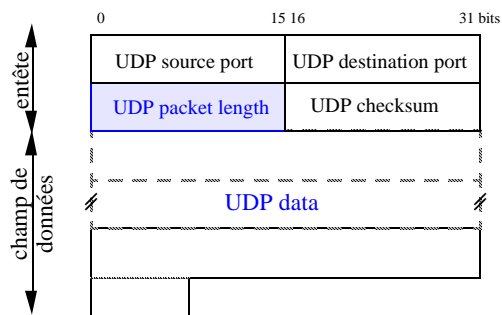 0 15 16 31 bits
entête
UDP source port UDP destination port
UDP packet length UDP checksum
champ de
données
UDP data